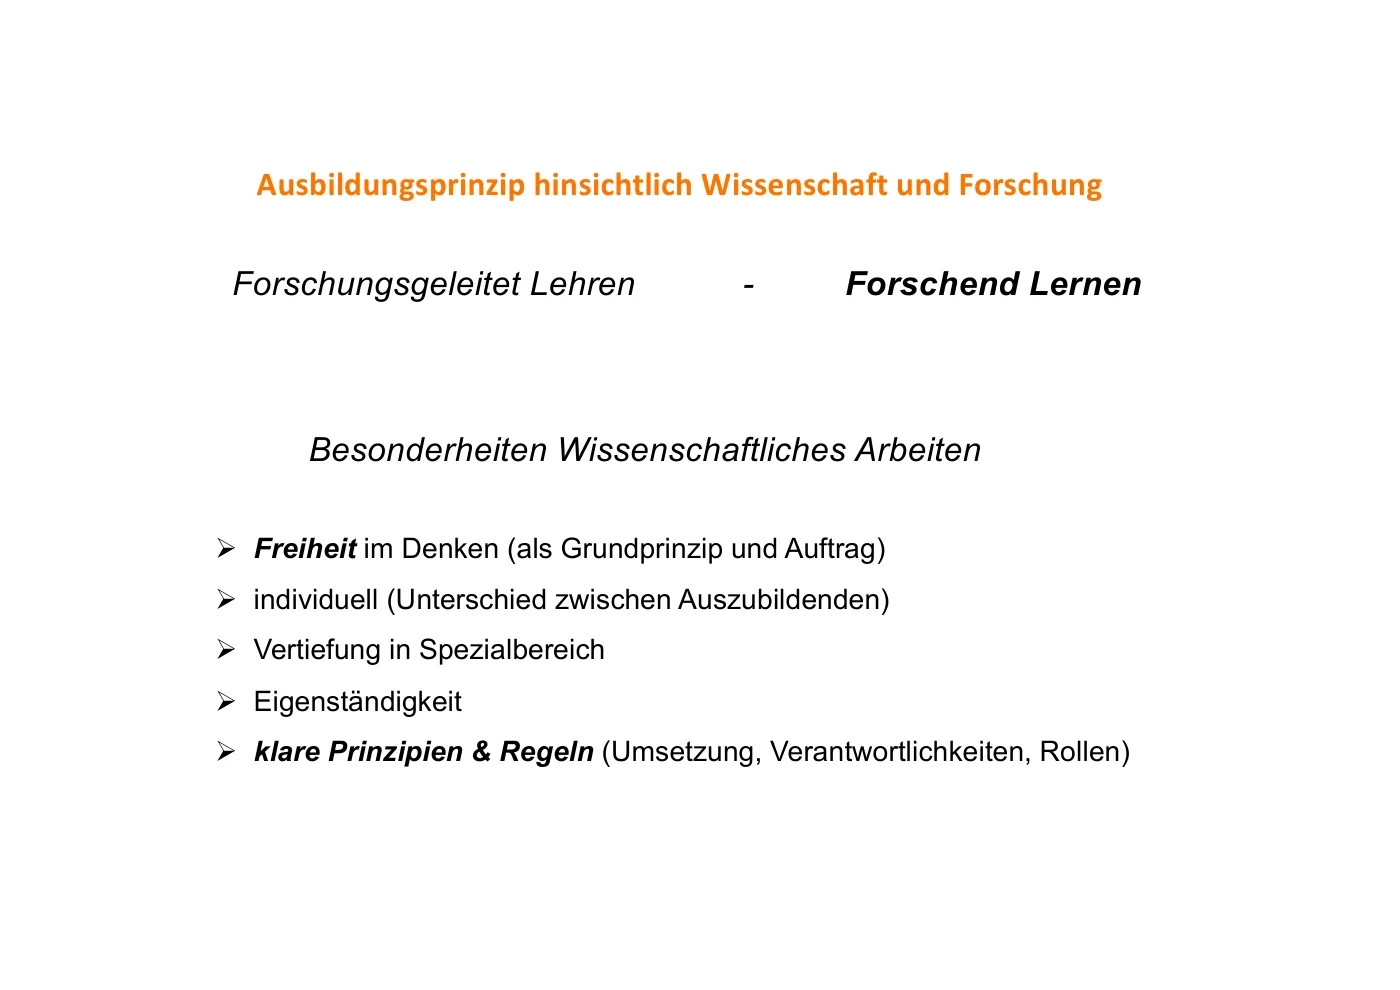 Ausbildungsprinzip hinsichtlich Wissenschaft und Forschung
Forschungsgeleitet Lehren - Forschend Lernen
Besonderheiten Wissenschaftliches Arbeiten
➢ Freiheit im Denken (als Grundprinzip und Auftrag)
➢ individuell (Unterschied zwischen Auszubildenden)
➢ Vertiefung in Spezialbereich
➢ Eigenständigkeit
➢ klare Prinzipien & Regeln (Umsetzung, Verantwortlichkeiten, Rollen)